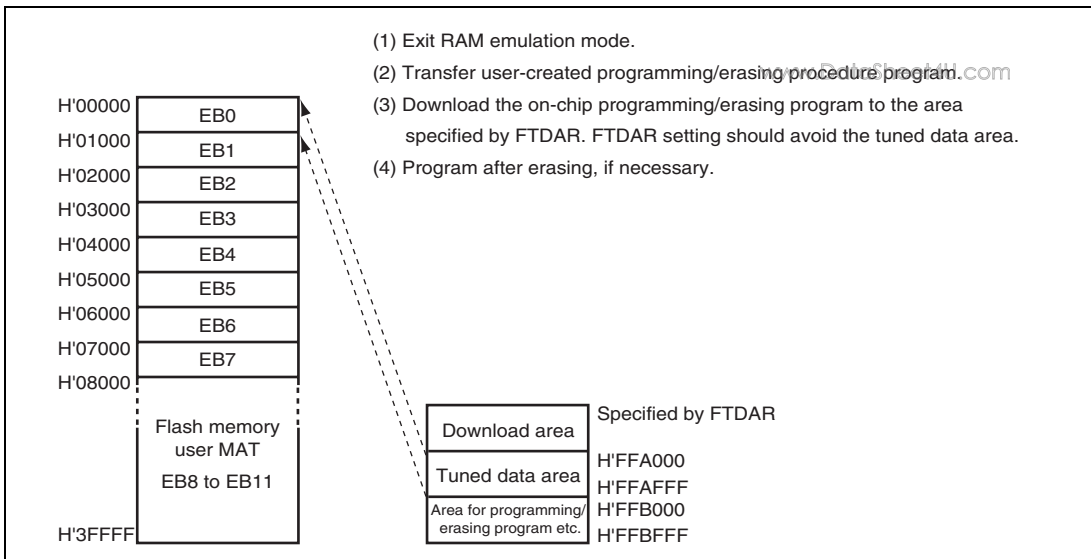 (1) Exit RAM emulation mode.
(2) Transfer user-created programming/erasing procedure program.
www.DataSheet4U.com
(3) Download the on-chip programming/erasing program to the area
specified by FTDAR. FTDAR setting should avoid the tuned data area.
(4) Program after erasing, if necessary.
H'00000
EB0
H'01000
EB1
H'02000
EB2
H'03000
EB3
H'04000
EB4
H'05000
EB5
H'06000
EB6
H'07000
EB7
H'08000
Flash memory
user MAT
EB8 to EB11
H'3FFFF
Download area
Specified by FTDAR
Tuned data area
H'FFA000
H'FFAFFF
Area for programming/
erasing program etc.
H'FFB000
H'FFBFFF